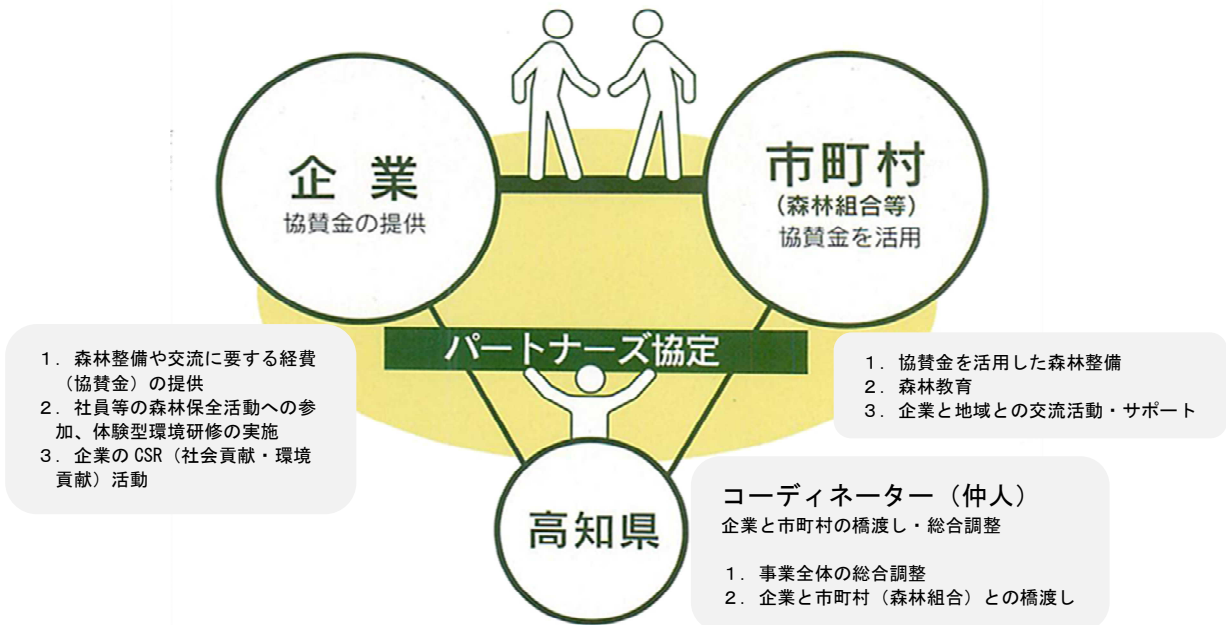 企 業
協賛金の提供
市町村
(森林組合等)
協賛金を活用
パートナーズ協定
1. 森林整備や交流に要する経費
(協賛金)の提供
2. 社員等の森林保全活動への参
加、体験型環境研修の実施
3. 企業の CSR(社会貢献・環境
貢献)活動
1. 協賛金を活用した森林整備
2. 森林教育
3. 企業と地域との交流活動・サポート
高知県
コーディネーター(仲人)
企業と市町村の橋渡し・総合調整
1. 事業全体の総合調整
2. 企業と市町村(森林組合)との橋渡し